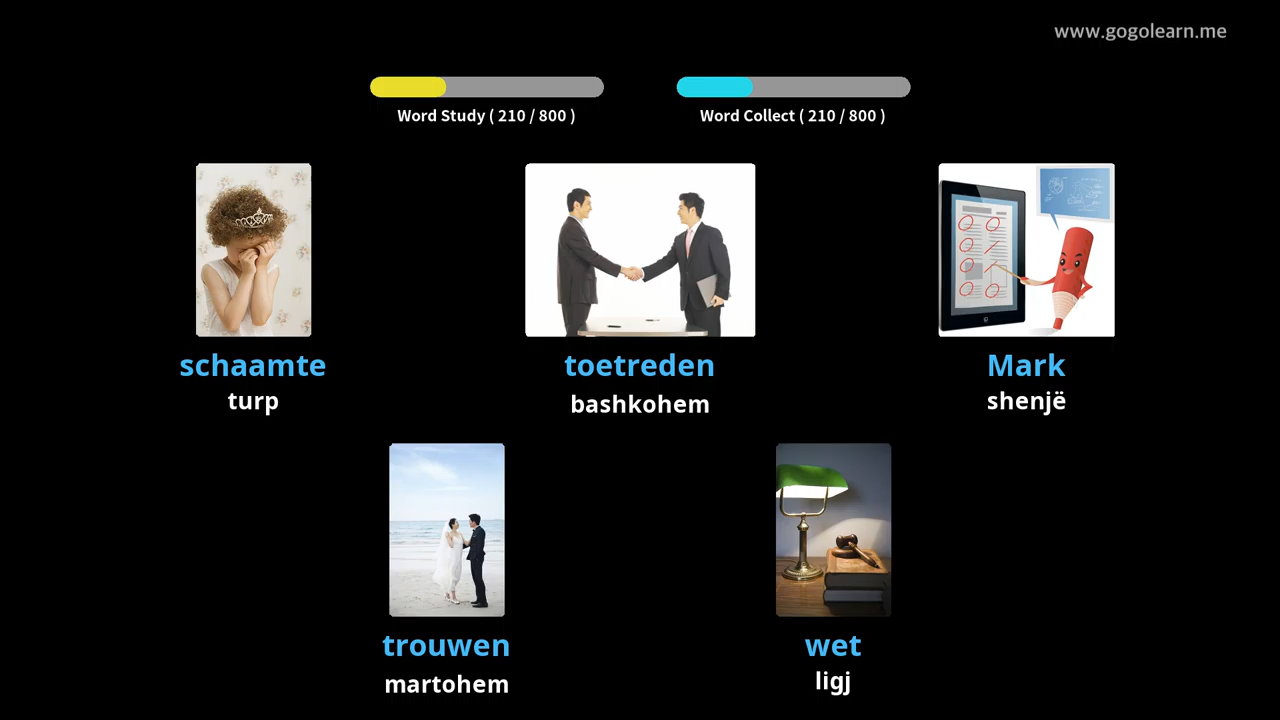 www.gogolearn.me
Word Study ( 210 / 800 )
Word Collect ( 210 / 800 )
schaamte
turp
toetreden
bashkohem
Mark
shenjë
trouwen
martohem
wet
ligj